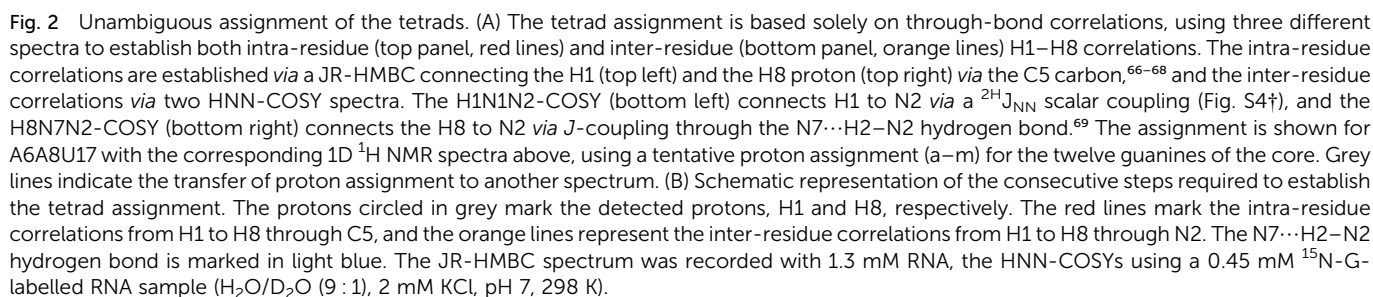 Fig. 2 Unambiguous assignment of the tetrads. (A) The tetrad assignment is based solely on through-bond correlations, using three different
spectra to establish both intra-residue (top panel, red lines) and inter-residue (bottom panel, orange lines) H1–H8 correlations. The intra-residue
correlations are established via a JR-HMBC connecting the H1 (top left) and the H8 proton (top right) via the C5 carbon,⁶⁶⁻⁶⁸ and the inter-residue
correlations via two HNN-COSY spectra. The H1N1N2-COSY (bottom left) connects H1 to N2 via a ²ᴴJ_NN scalar coupling (Fig. S4†), and the
H8N7N2-COSY (bottom right) connects the H8 to N2 via J-coupling through the N7⋯H2–N2 hydrogen bond.⁶⁹ The assignment is shown for
A6A8U17 with the corresponding 1D ¹H NMR spectra above, using a tentative proton assignment (a–m) for the twelve guanines of the core. Grey
lines indicate the transfer of proton assignment to another spectrum. (B) Schematic representation of the consecutive steps required to establish
the tetrad assignment. The protons circled in grey mark the detected protons, H1 and H8, respectively. The red lines mark the intra-residue
correlations from H1 to H8 through C5, and the orange lines represent the inter-residue correlations from H1 to H8 through N2. The N7⋯H2–N2
hydrogen bond is marked in light blue. The JR-HMBC spectrum was recorded with 1.3 mM RNA, the HNN-COSYs using a 0.45 mM ¹⁵N-G-
labelled RNA sample (H₂O/D₂O (9 : 1), 2 mM KCl, pH 7, 298 K).